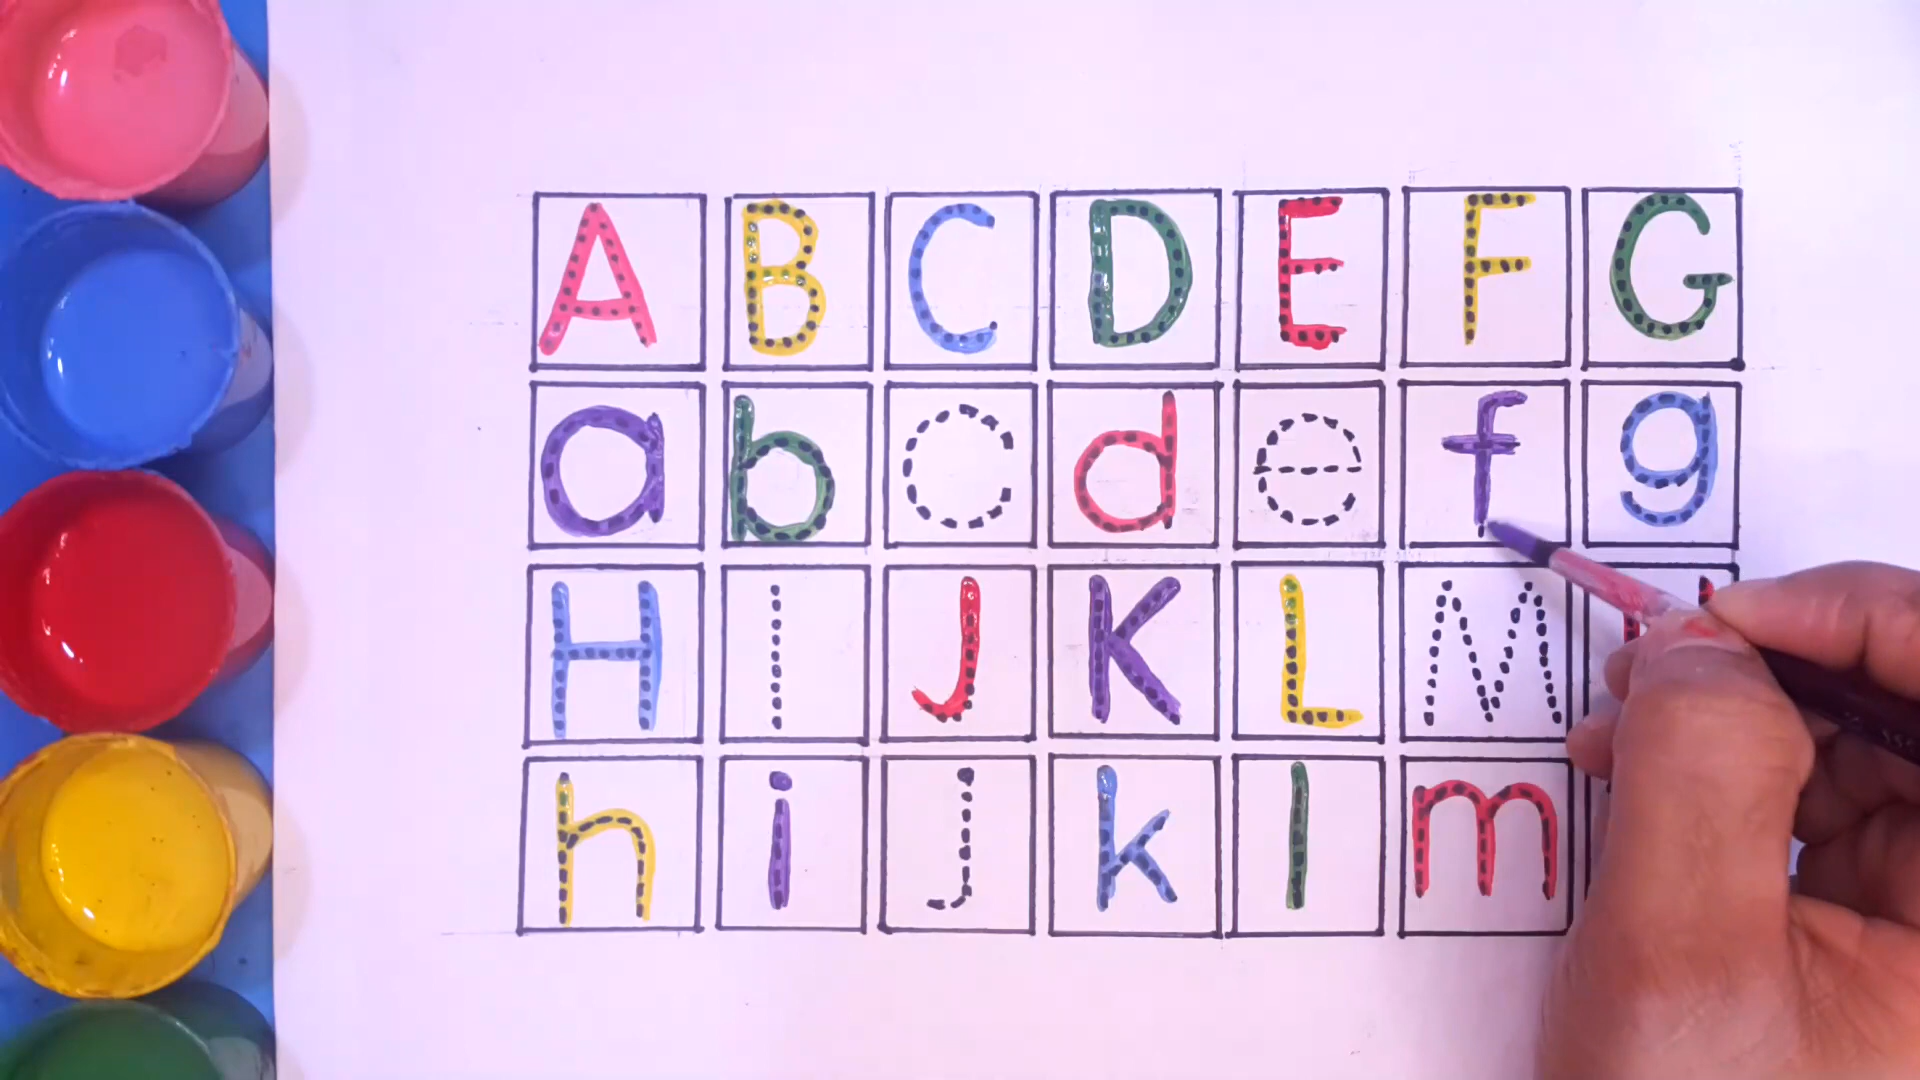 A B C D E F G
a b c d e f g
H I J K L M
h i j k l m